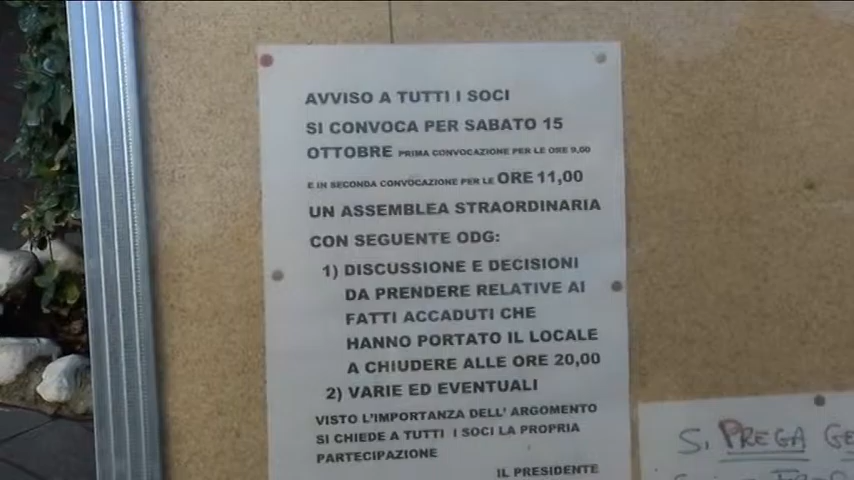 AVVISO A TUTTI I SOCI
SI CONVOCA PER SABATO 15
OTTOBRE PRIMA CONVOCAZIONE PER LE ORE 9,00
E IN SECONDA CONVOCAZIONE PER LE ORE 11,00
UN ASSEMBLEA STRAORDINARIA
CON SEGUENTE ODG:
1) DISCUSSIONE E DECISIONI
DA PRENDERE RELATIVE AI
FATTI ACCADUTI CHE
HANNO PORTATO IL LOCALE
A CHIUDERE ALLE ORE 20,00
2) VARIE ED EVENTUALI
VISTO L'IMPORTANZA DELL' ARGOMENTO
SI CHIEDE A TUTTI I SOCI LA PROPRIA
PARTECIPAZIONE
IL PRESIDENTE
SI PREGA